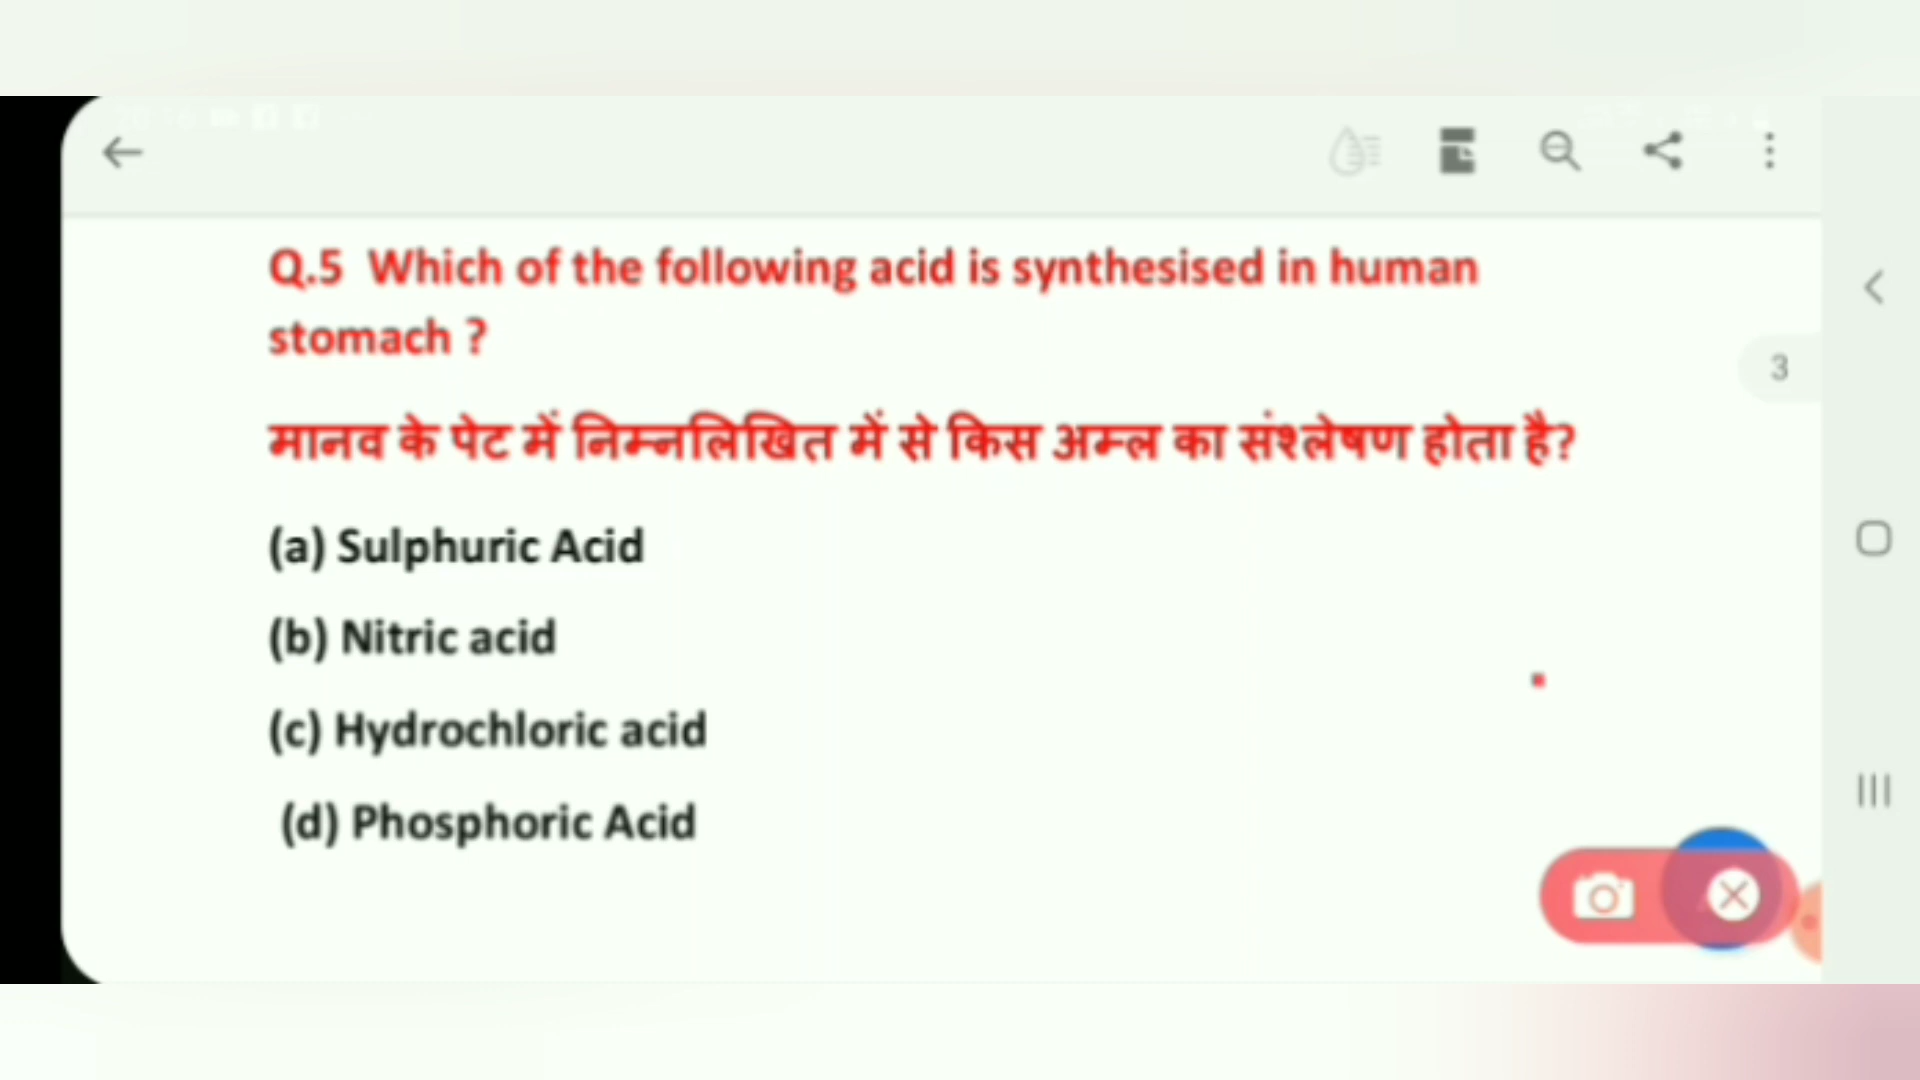 Q.5 Which of the following acid is synthesised in human
stomach ?
3
मानव के पेट में निम्नलिखित में से किस अम्ल का संश्लेषण होता है?
(a) Sulphuric Acid
(b) Nitric acid
(c) Hydrochloric acid
(d) Phosphoric Acid